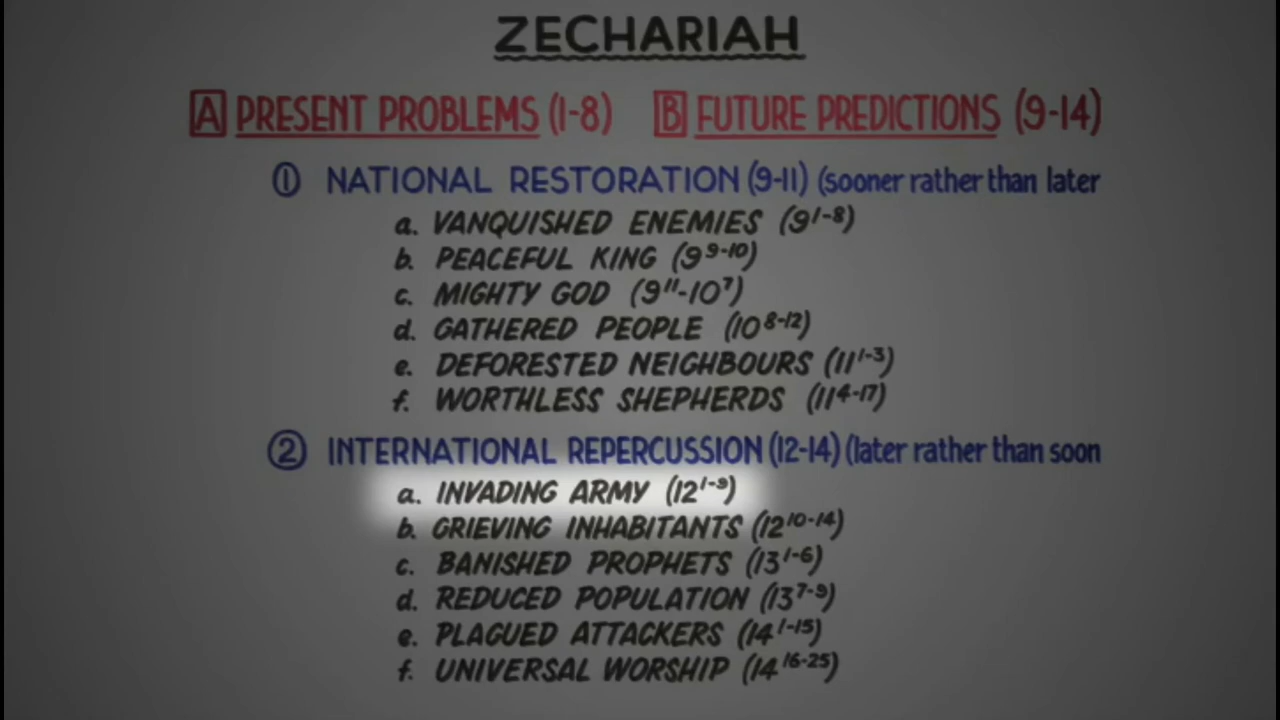 ZECHARIAH
A PRESENT PROBLEMS (1-8) B FUTURE PREDICTIONS (9-14)
① NATIONAL RESTORATION (9-11) (sooner rather than later
a. VANQUISHED ENEMIES (9¹⁻⁸)
b. PEACEFUL KING (9⁹⁻¹⁰)
c. MIGHTY GOD (9¹¹-10⁷)
d. GATHERED PEOPLE (10⁸⁻¹²)
e. DEFORESTED NEIGHBOURS (11¹⁻³)
f. WORTHLESS SHEPHERDS (11⁴⁻¹⁷)
② INTERNATIONAL REPERCUSSION (12-14) (later rather than soon
a. INVADING ARMY (12¹⁻⁹)
b. GRIEVING INHABITANTS (12¹⁰⁻¹⁴)
c. BANISHED PROPHETS (13¹⁻⁶)
d. REDUCED POPULATION (13⁷⁻⁹)
e. PLAGUED ATTACKERS (14¹⁻¹⁵)
f. UNIVERSAL WORSHIP (14¹⁶⁻²⁵)